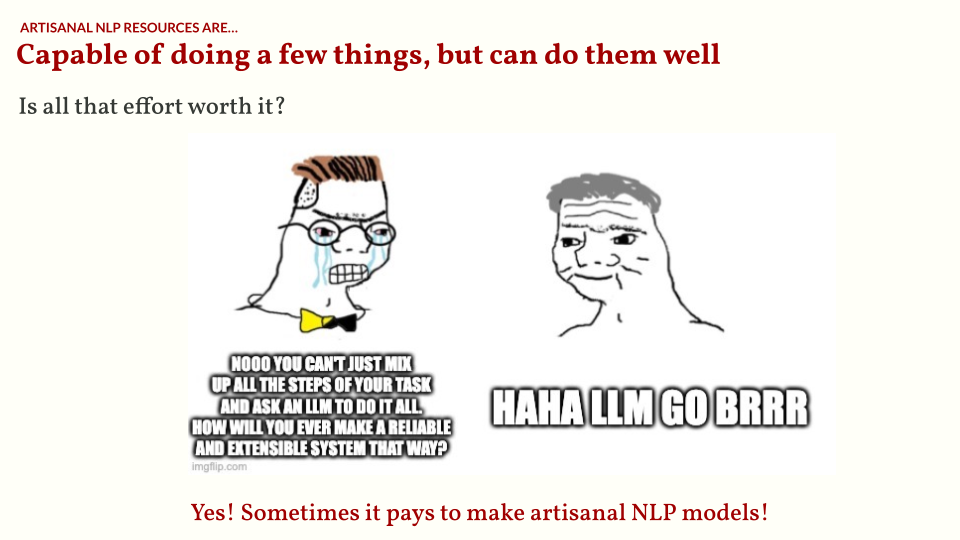 ARTISANAL NLP RESOURCES ARE...
Capable of doing a few things, but can do them well
Is all that effort worth it?
NOOO YOU CAN'T JUST MIX
UP ALL THE STEPS OF YOUR TASK
AND ASK AN LLM TO DO IT ALL.
HOW WILL YOU EVER MAKE A RELIABLE
AND EXTENSIBLE SYSTEM THAT WAY?
HAHA LLM GO BRRR
imgflip.com
Yes! Sometimes it pays to make artisanal NLP models!